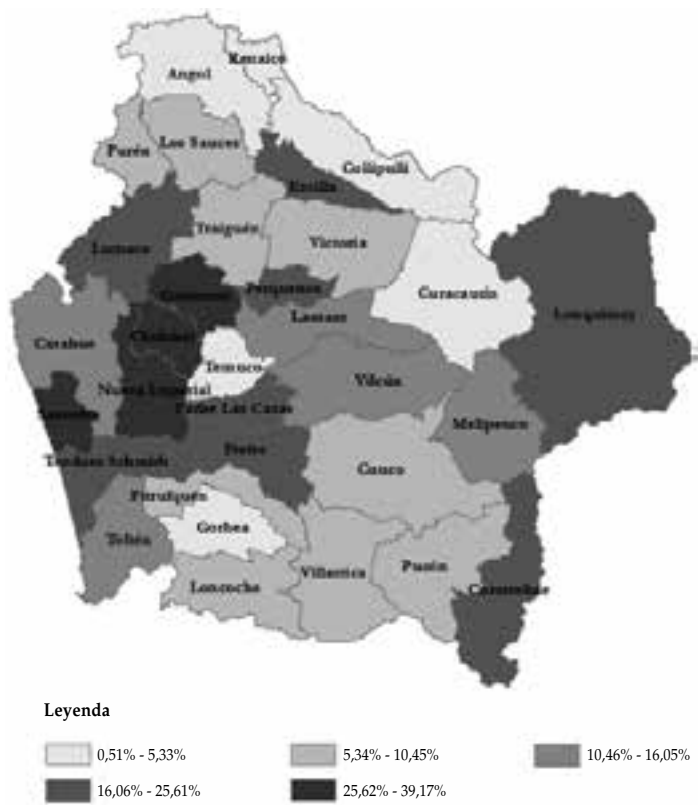 Renaico
Angol
Los Sauces
Purén
Collipulli
Ercilla
Traiguén
Victoria
Lumaco
Curacautín
Perquenco
Lonquimay
Galvarino
Lautaro
Carahue
Cholchol
Temuco
Vilcún
Nueva Imperial
Padre Las Casas
Saavedra
Melipeuco
Teodoro Schmidt
Freire
Cunco
Pitrufquén
Gorbea
Toltén
Villarrica
Pucón
Loncoche
Curarrehue
Leyenda
0,51% - 5,33%
5,34% - 10,45%
10,46% - 16,05%
16,06% - 25,61%
25,62% - 39,17%